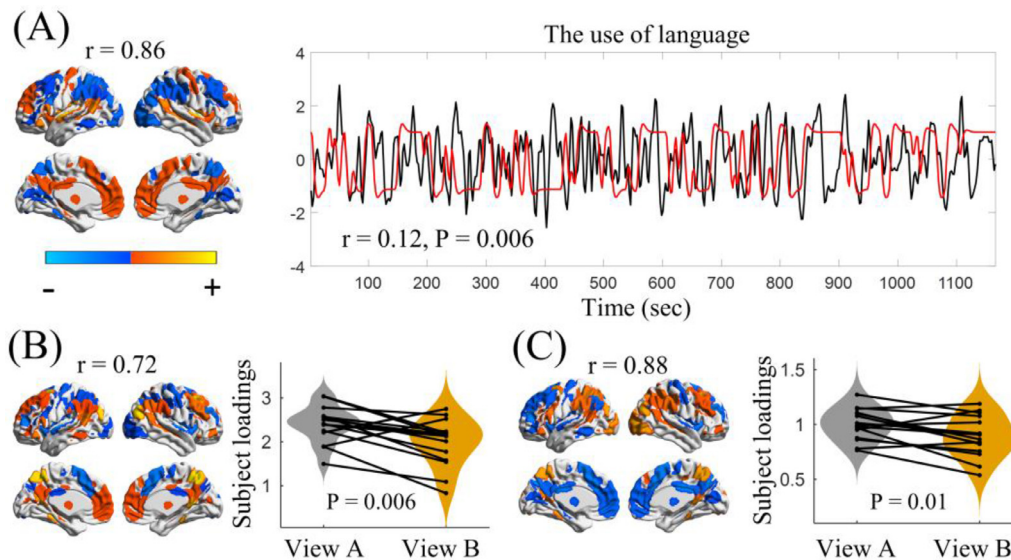 (A)
r = 0.86
- +
The use of language
4
2
0
-2
-4
r = 0.12, P = 0.006
100 200 300 400 500 600 700 800 900 1000 1100
Time (sec)
(B)
r = 0.72
Subject loadings
3
2
1
P = 0.006
View A View B
(C)
r = 0.88
Subject loadings
1.5
1
0.5
P = 0.01
View A View B